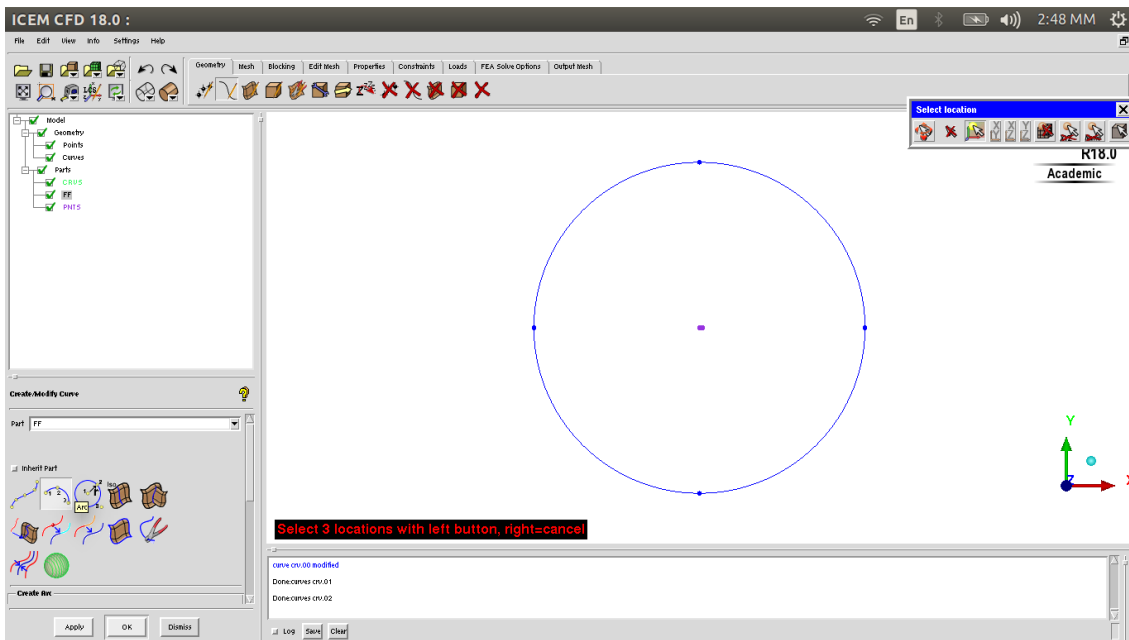 ICEM CFD 18.0 :
En
2:48 MM
File Edit View Info Settings Help
Geometry Mesh Blocking Edit Mesh Properties Constraints Loads FEA Solve Options Output Mesh
LCS
Model
Geometry
Points
Curves
Parts
CRVS
FF
PNTS
Select location
R18.0
Academic
Create/Modify Curve
Part FF
Inherit Part
Arc
Create Arc
Apply OK Dismiss
Y
Z
X
Select 3 locations with left button, right=cancel
curve crv.00 modified
Done:curves crv.01
Done:curves crv.02
Log Save Clear